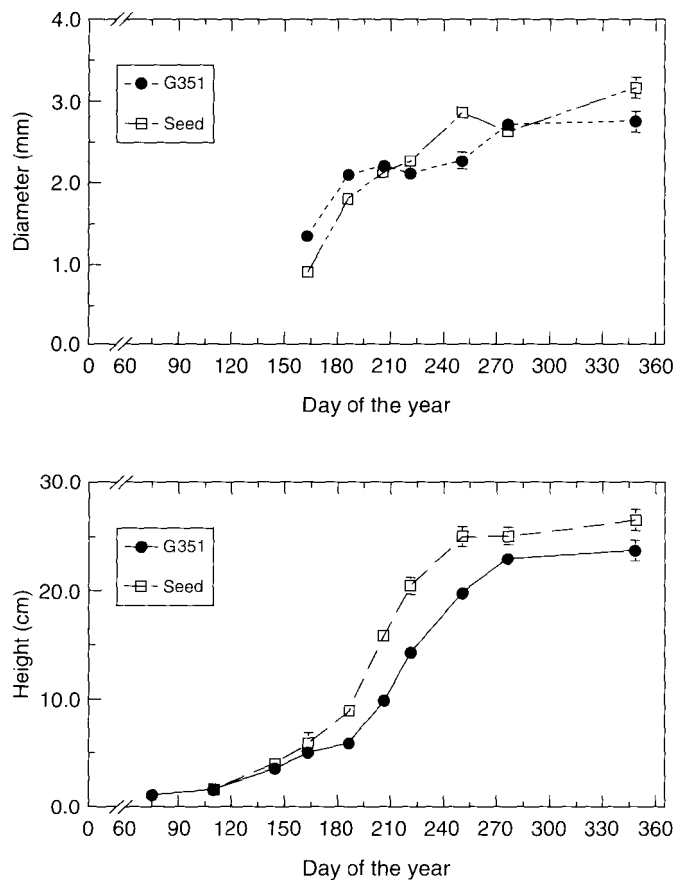 4.0
3.0
2.0
1.0
0.0
Diameter (mm)
G351
Seed
0 60 90 120 150 180 210 240 270 300 330 360
Day of the year
30.0
20.0
10.0
0.0
Height (cm)
G351
Seed
0 60 90 120 150 180 210 240 270 300 330 360
Day of the year